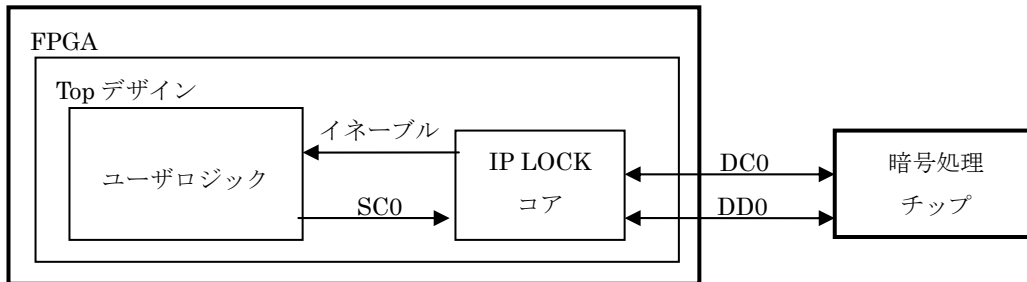 FPGA
Top デザイン
イネーブル
ユーザロジック
SC0
IP LOCK
コア
DC0
DD0
暗号処理
チップ